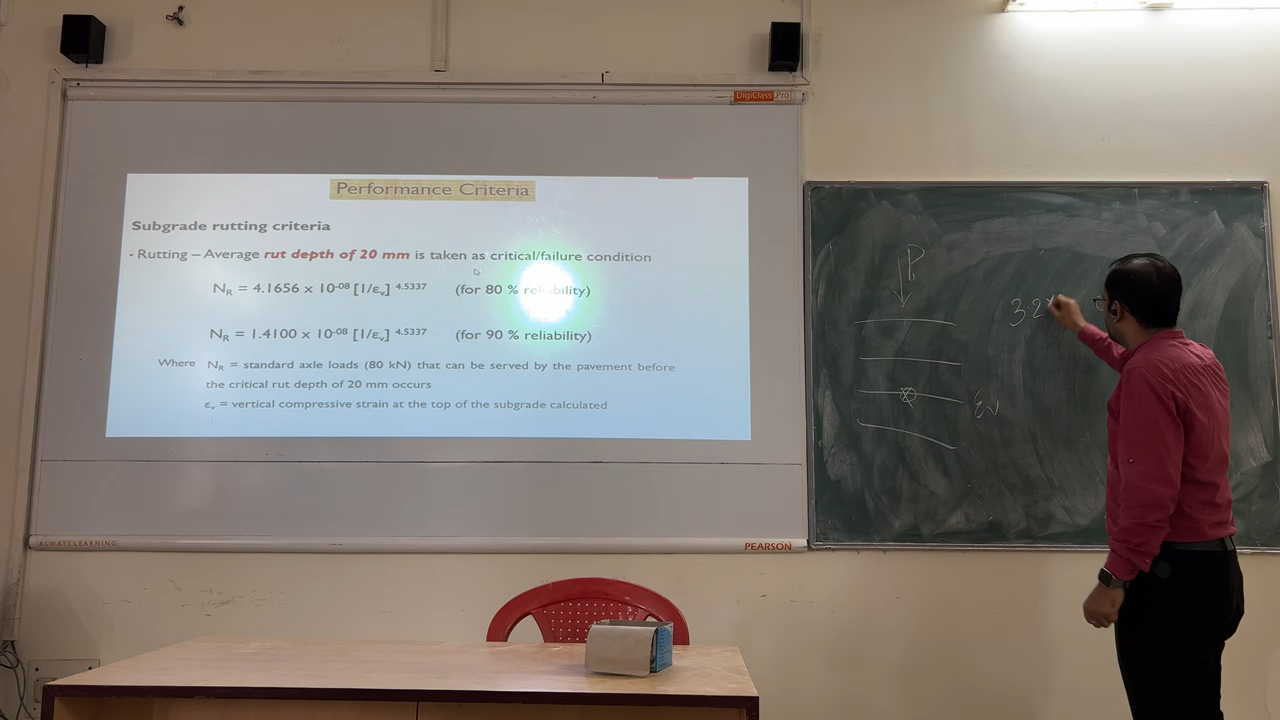 DigiClass Pro
Performance Criteria
Subgrade rutting criteria
- Rutting – Average rut depth of 20 mm is taken as critical/failure condition
N_R = 4.1656 x 10^-08 [1/ε_v]^4.5337 (for 80 % reliability)
N_R = 1.4100 x 10^-08 [1/ε_v]^4.5337 (for 90 % reliability)
Where N_R = standard axle loads (80 kN) that can be served by the pavement before
the critical rut depth of 20 mm occurs
ε_v = vertical compressive strain at the top of the subgrade calculated
ALWAYS LEARNING
PEARSON
P
3.2
εv